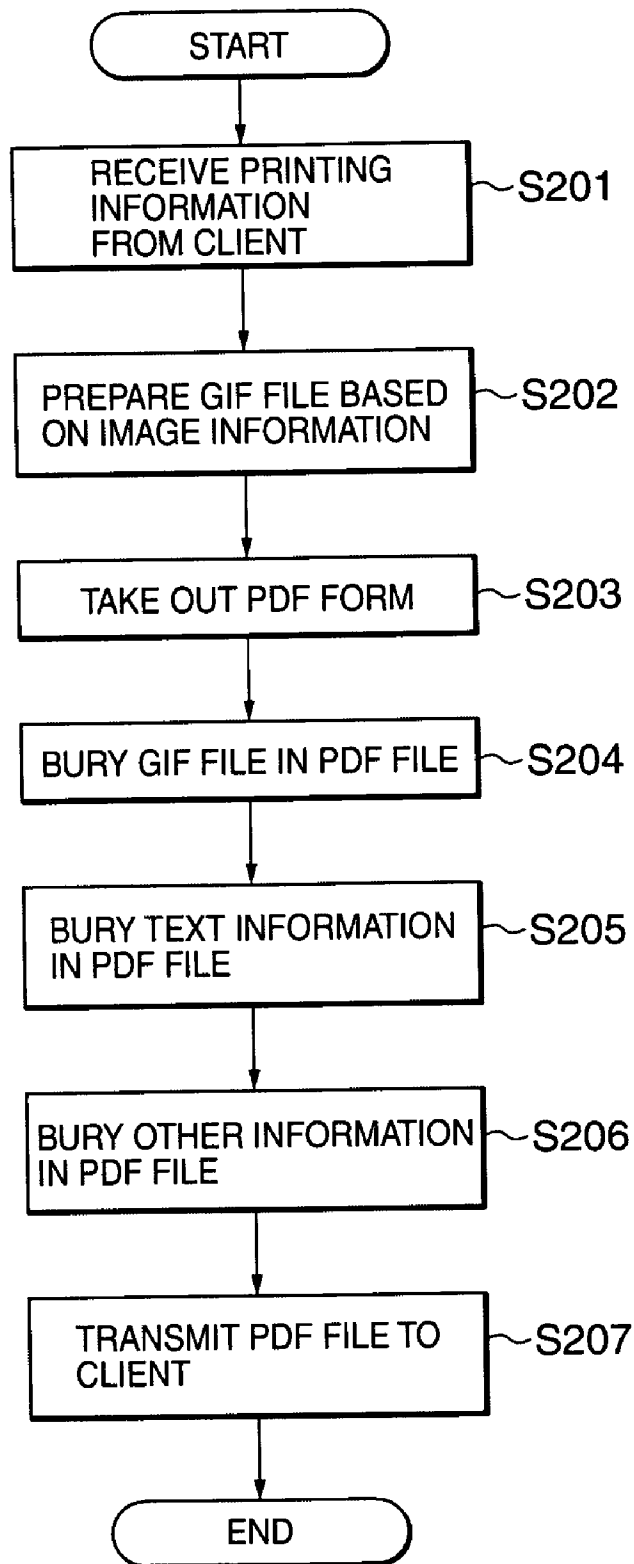 START
RECEIVE PRINTING
INFORMATION
FROM CLIENT
S201
PREPARE GIF FILE BASED
ON IMAGE INFORMATION
S202
TAKE OUT PDF FORM
S203
BURY GIF FILE IN PDF FILE
S204
BURY TEXT INFORMATION
IN PDF FILE
S205
BURY OTHER INFORMATION
IN PDF FILE
S206
TRANSMIT PDF FILE TO
CLIENT
S207
END